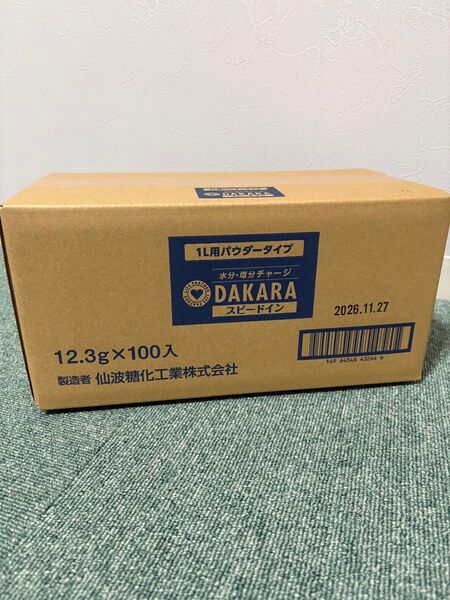 1L用パウダータイプ
水分・塩分チャージ
DAKARA
スピードイン
2026.11.27
12.3g×100入
製造者 仙波糖化工業株式会社